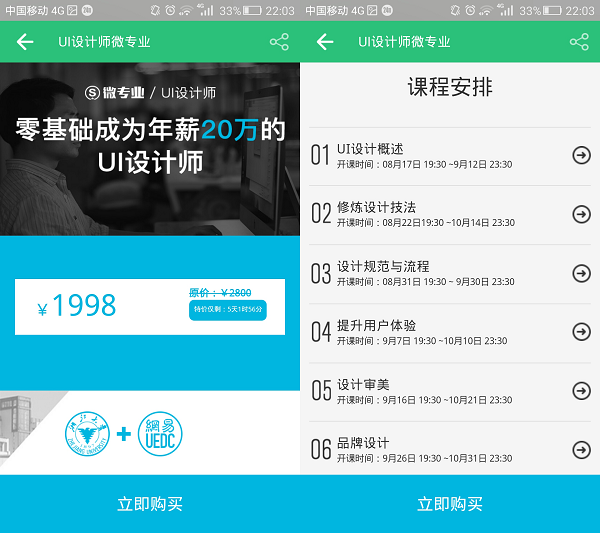 中国移动 4G
4G
33%
22:03
UI设计师微专业
S 微专业 / UI设计师
零基础成为年薪20万的
UI设计师
¥1998
原价：￥2800
特价仅剩：5天1时56分
ZHEJIANG UNIVERSITY
+
網易
UEDC
立即购买
中国移动 4G
4G
33%
22:03
UI设计师微专业
课程安排
01 UI设计概述
开课时间：08月17日 19:30 ~9月12日 23:30
02 修炼设计技法
开课时间：08月22日19:30 ~10月14日 23:30
03 设计规范与流程
开课时间：08月31日 19:30 ~ 9月30日 23:30
04 提升用户体验
开课时间：9月7日 19:30 ~10月10日 23:30
05 设计审美
开课时间：9月16日 19:30 ~10月21日 23:30
06 品牌设计
开课时间：9月26日 19:30 ~10月31日 23:30
立即购买